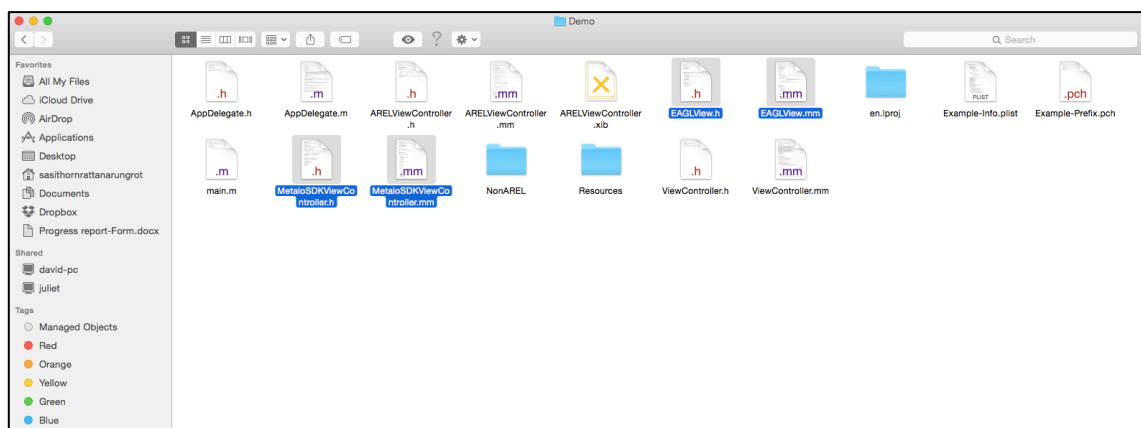 Demo
Search
Favorites
All My Files
iCloud Drive
AirDrop
Applications
Desktop
sasithornrattanarungrot
Documents
Dropbox
Progress report-Form.docx
Shared
david-pc
juliet
Tags
Managed Objects
Red
Orange
Yellow
Green
Blue
.h
.m
.h
.mm
.h
.mm
PLIST
.pch
AppDelegate.h
AppDelegate.m
ARELViewController
.h
ARELViewController
.mm
ARELViewController
.xib
EAGLView.h
EAGLView.mm
en.lproj
Example-Info.plist
Example-Prefix.pch
.m
.h
.mm
.h
.mm
main.m
MetaioSDKViewCo
ntroller.h
MetaioSDKViewCo
ntroller.mm
NonAREL
Resources
ViewController.h
ViewController.mm